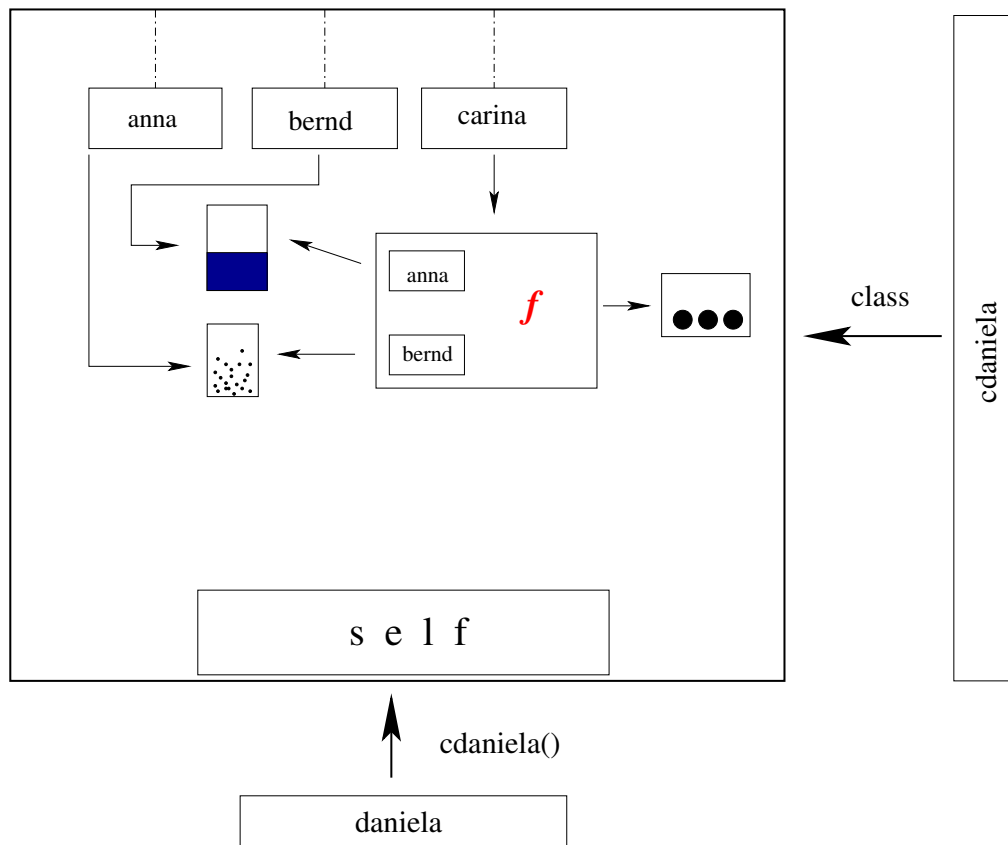 anna
bernd
carina
anna
f
bernd
class
cdaniela
s e l f
cdaniela()
daniela